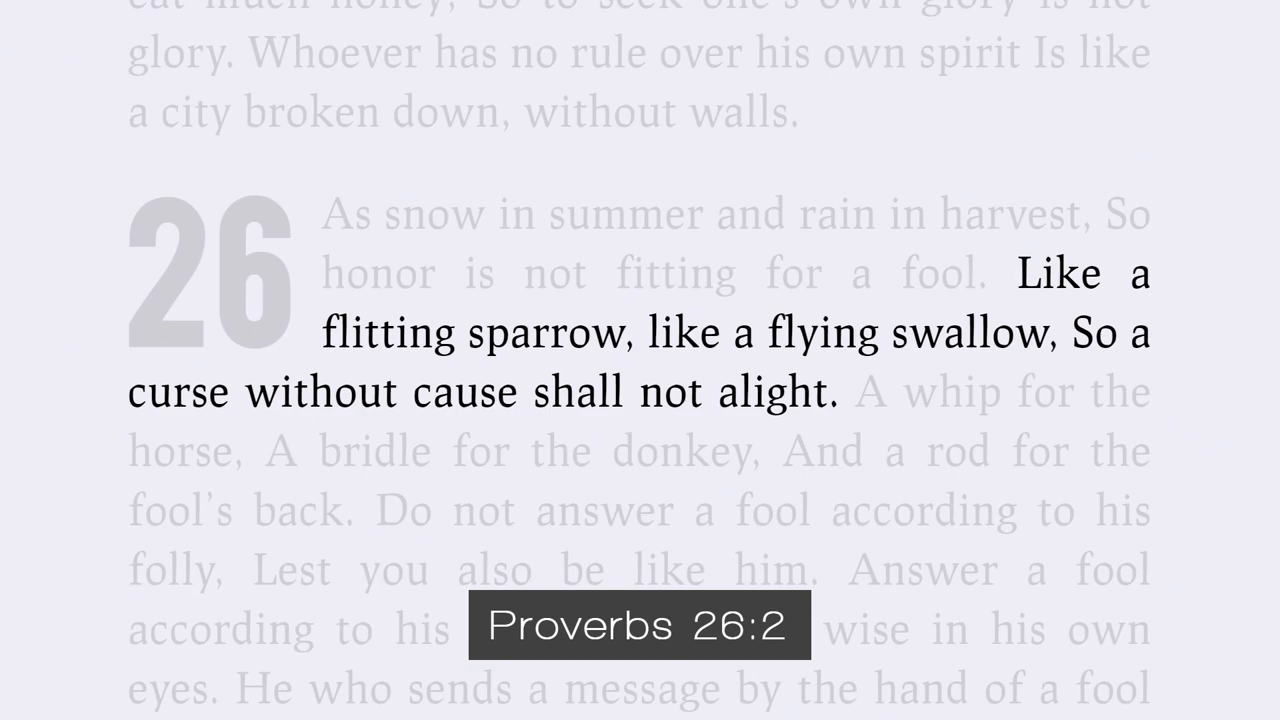 eat much honey; So to seek one's own glory is not
glory. Whoever has no rule over his own spirit Is like
a city broken down, without walls.
26
As snow in summer and rain in harvest, So
honor is not fitting for a fool. Like a
flitting sparrow, like a flying swallow, So a
curse without cause shall not alight. A whip for the
horse, A bridle for the donkey, And a rod for the
fool’s back. Do not answer a fool according to his
folly, Lest you also be like him. Answer a fool
according to his wise in his own
Proverbs 26:2
eyes. He who sends a message by the hand of a fool